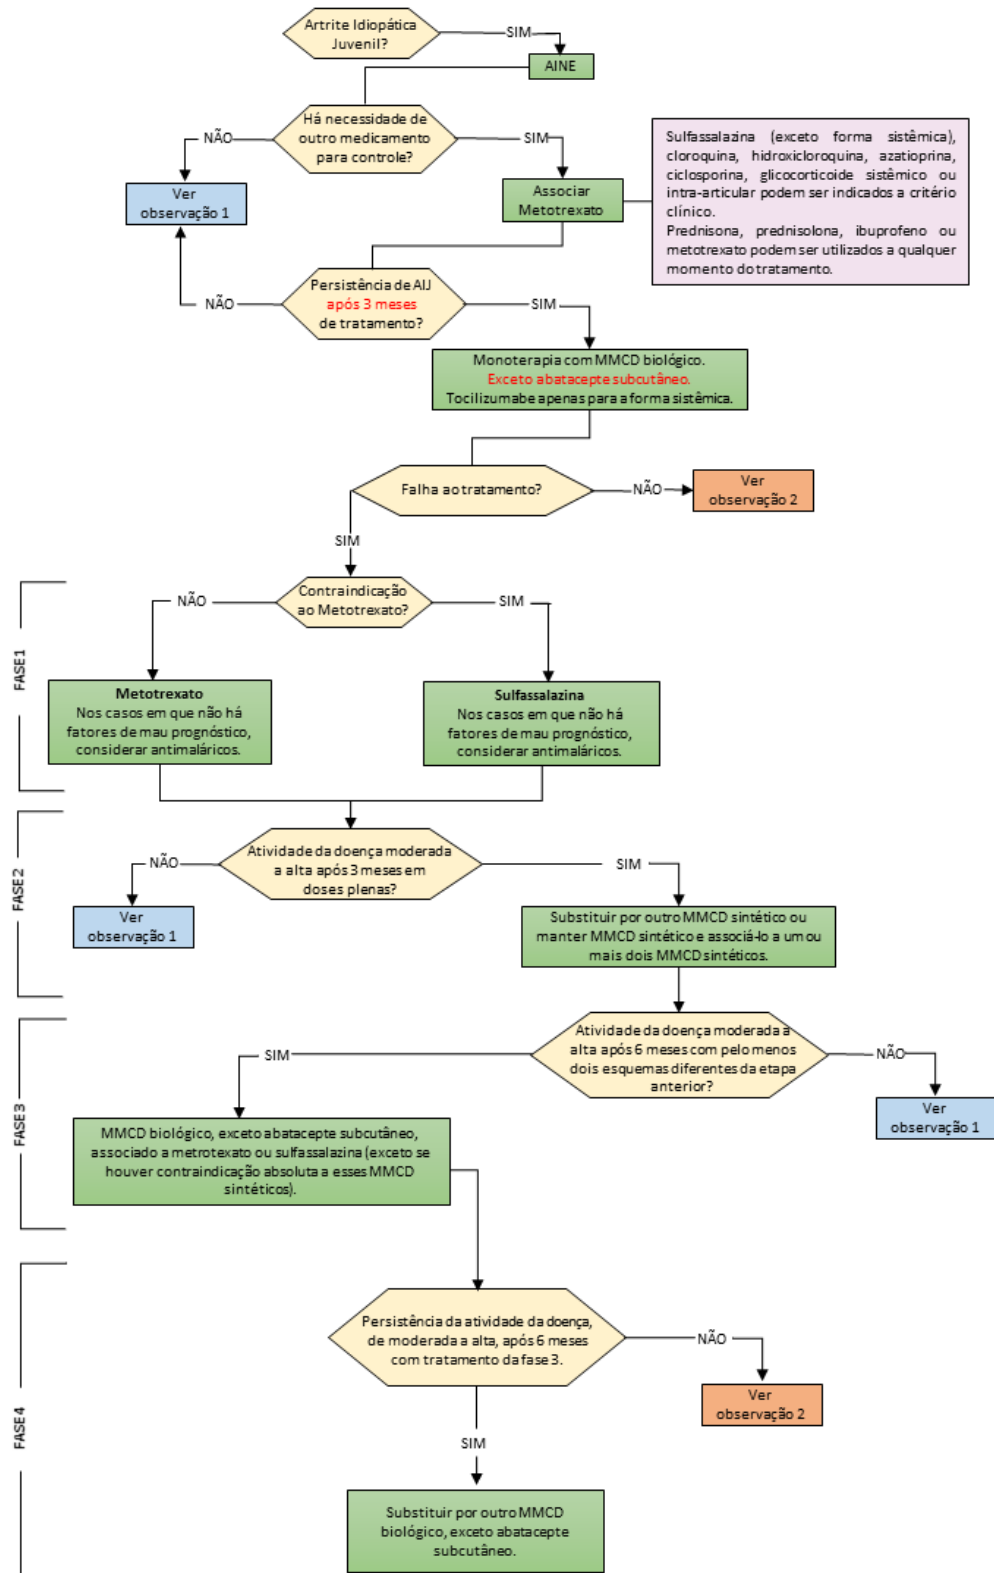 Artrite Idiopática
Juvenil?
SIM
AINE
Há necessidade de
outro medicamento
para controle?
NÃO
SIM
Ver
observação 1
Associar
Metotrexato
Sulfassalazina (exceto forma sistêmica),
cloroquina, hidroxicloroquina, azatioprina,
ciclosporina, glicocorticoide sistêmico ou
intra-articular podem ser indicados a critério
clínico.
Prednisona, prednisolona, ibuprofeno ou
metotrexato podem ser utilizados a qualquer
momento do tratamento.
Persistência de AIJ
após 3 meses
de tratamento?
NÃO
SIM
Monoterapia com MMCD biológico.
Exceto abatacepte subcutâneo.
Tocilizumabe apenas para a forma sistêmica.
Falha ao tratamento?
NÃO
Ver
observação 2
SIM
FASE1
Contraindicação
ao Metotrexato?
NÃO
SIM
Metotrexato
Nos casos em que não há
fatores de mau prognóstico,
considerar antimaláricos.
Sulfassalazina
Nos casos em que não há
fatores de mau prognóstico,
considerar antimaláricos.
FASE2
Atividade da doença moderada
a alta após 3 meses em
doses plenas?
NÃO
SIM
Ver
observação 1
Substituir por outro MMCD sintético ou
manter MMCD sintético e associá-lo a um ou
mais dois MMCD sintéticos.
FASE3
Atividade da doença moderada a
alta após 6 meses com pelo menos
dois esquemas diferentes da etapa
anterior?
SIM
NÃO
Ver
observação 1
MMCD biológico, exceto abatacepte subcutâneo,
associado a metrotexato ou sulfassalazina (exceto se
houver contraindicação absoluta a esses MMCD
sintéticos).
FASE4
Persistência da atividade da doença,
de moderada a alta, após 6 meses
com tratamento da fase 3.
NÃO
Ver
observação 2
SIM
Substituir por outro MMCD
biológico, exceto abatacepte
subcutâneo.